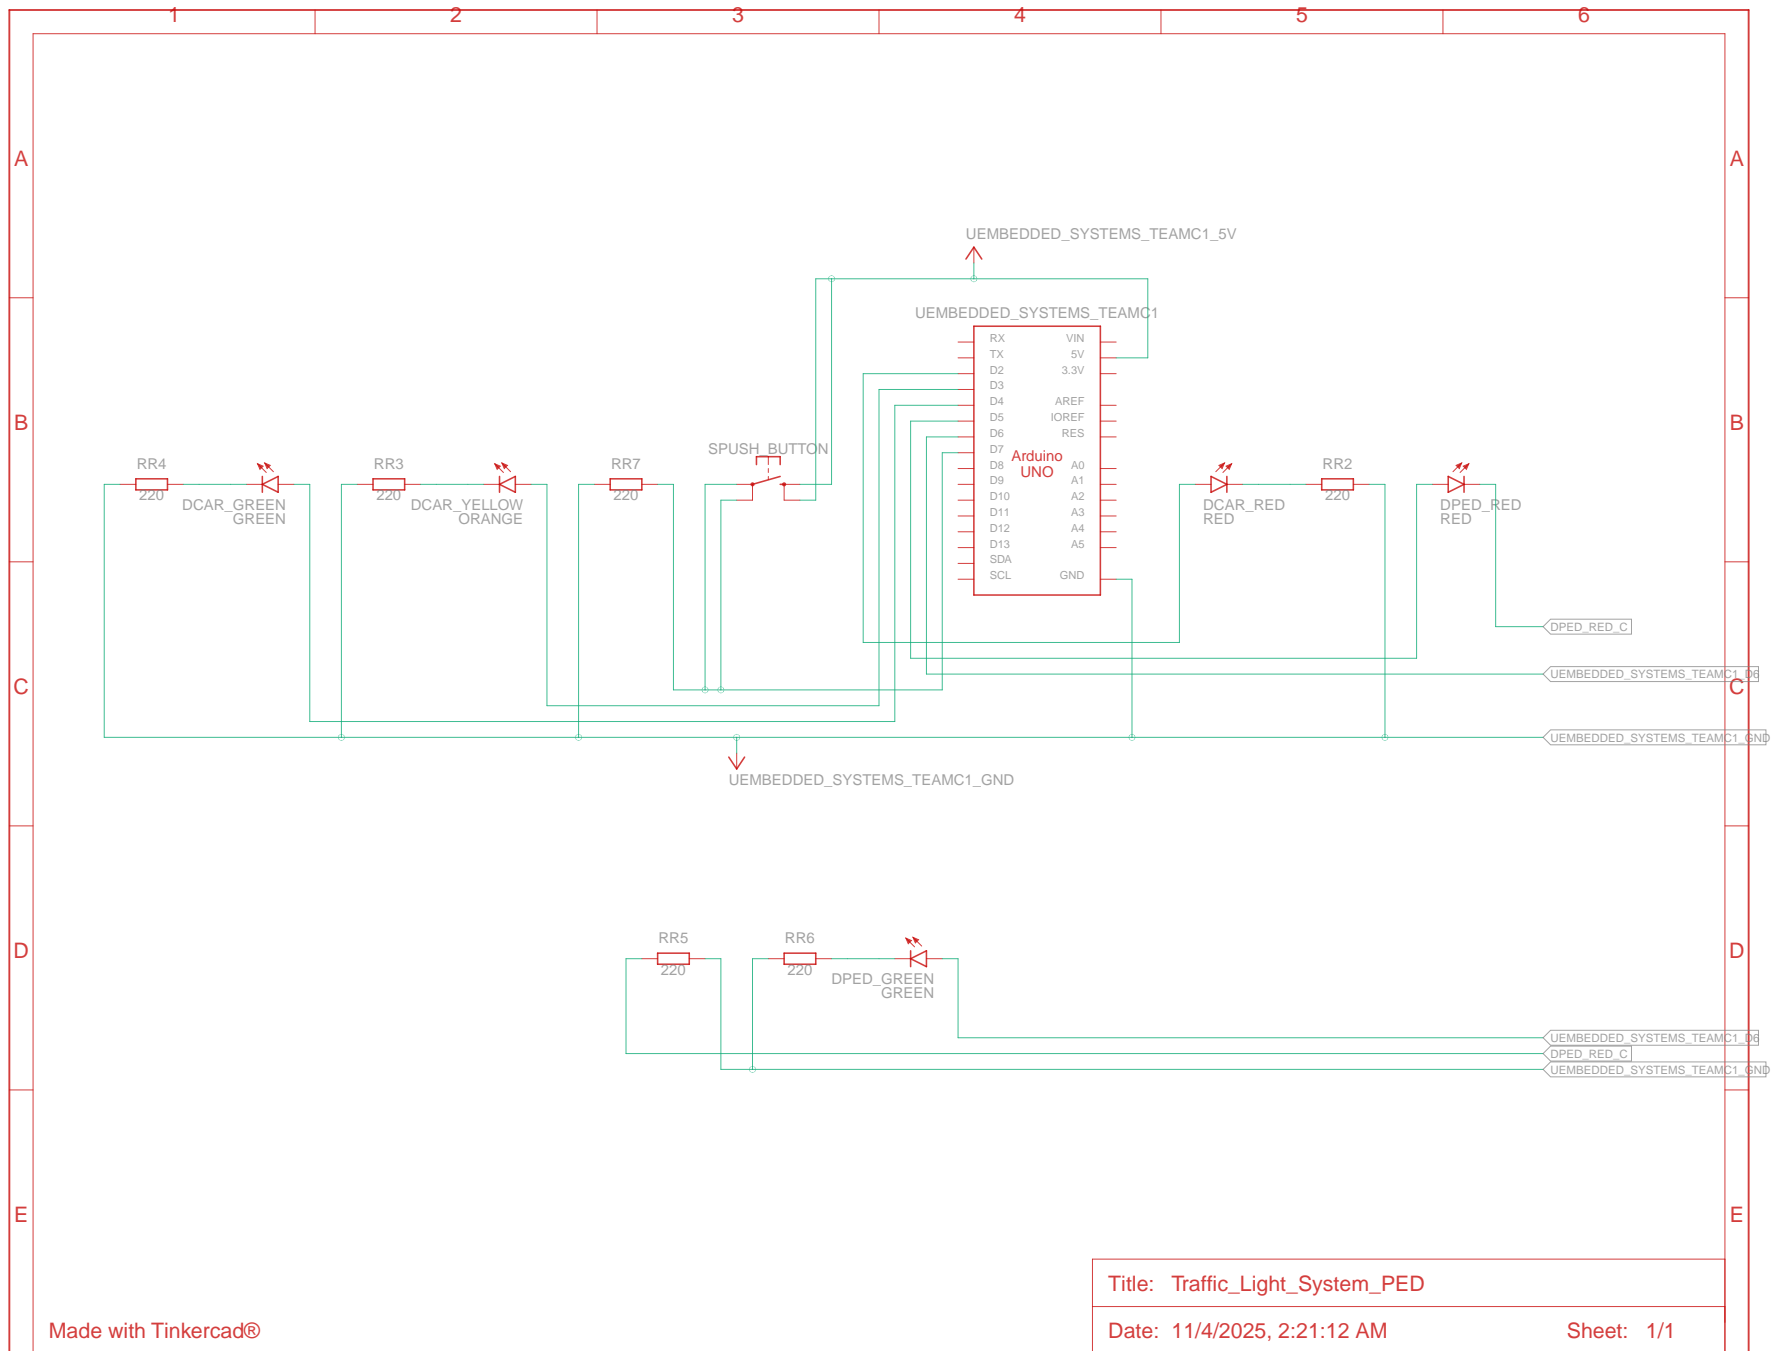 1 2 3 4 5 6
A A
UEMBEDDED_SYSTEMS_TEAMC1_5V
UEMBEDDED_SYSTEMS_TEAMC1
RX VIN
TX 5V
D2 3.3V
D3
D4 AREF
D5 IOREF
D6 RES
D7
Arduino
UNO
D8 A0
D9 A1
D10 A2
D11 A3
D12 A4
D13 A5
SDA
SCL GND
B B
RR4
220
DCAR_GREEN
GREEN
RR3
220
DCAR_YELLOW
ORANGE
RR7
220
SPUSH_BUTTON
DCAR_RED
RED
RR2
220
DPED_RED
RED
DPED_RED_C
UEMBEDDED_SYSTEMS_TEAMC1_D6
C C
UEMBEDDED_SYSTEMS_TEAMC1_GND
UEMBEDDED_SYSTEMS_TEAMC1_GND
D D
RR5
220
RR6
220
DPED_GREEN
GREEN
UEMBEDDED_SYSTEMS_TEAMC1_D6
DPED_RED_C
UEMBEDDED_SYSTEMS_TEAMC1_GND
E E
Title: Traffic_Light_System_PED
Made with Tinkercad®
Date: 11/4/2025, 2:21:12 AM Sheet: 1/1